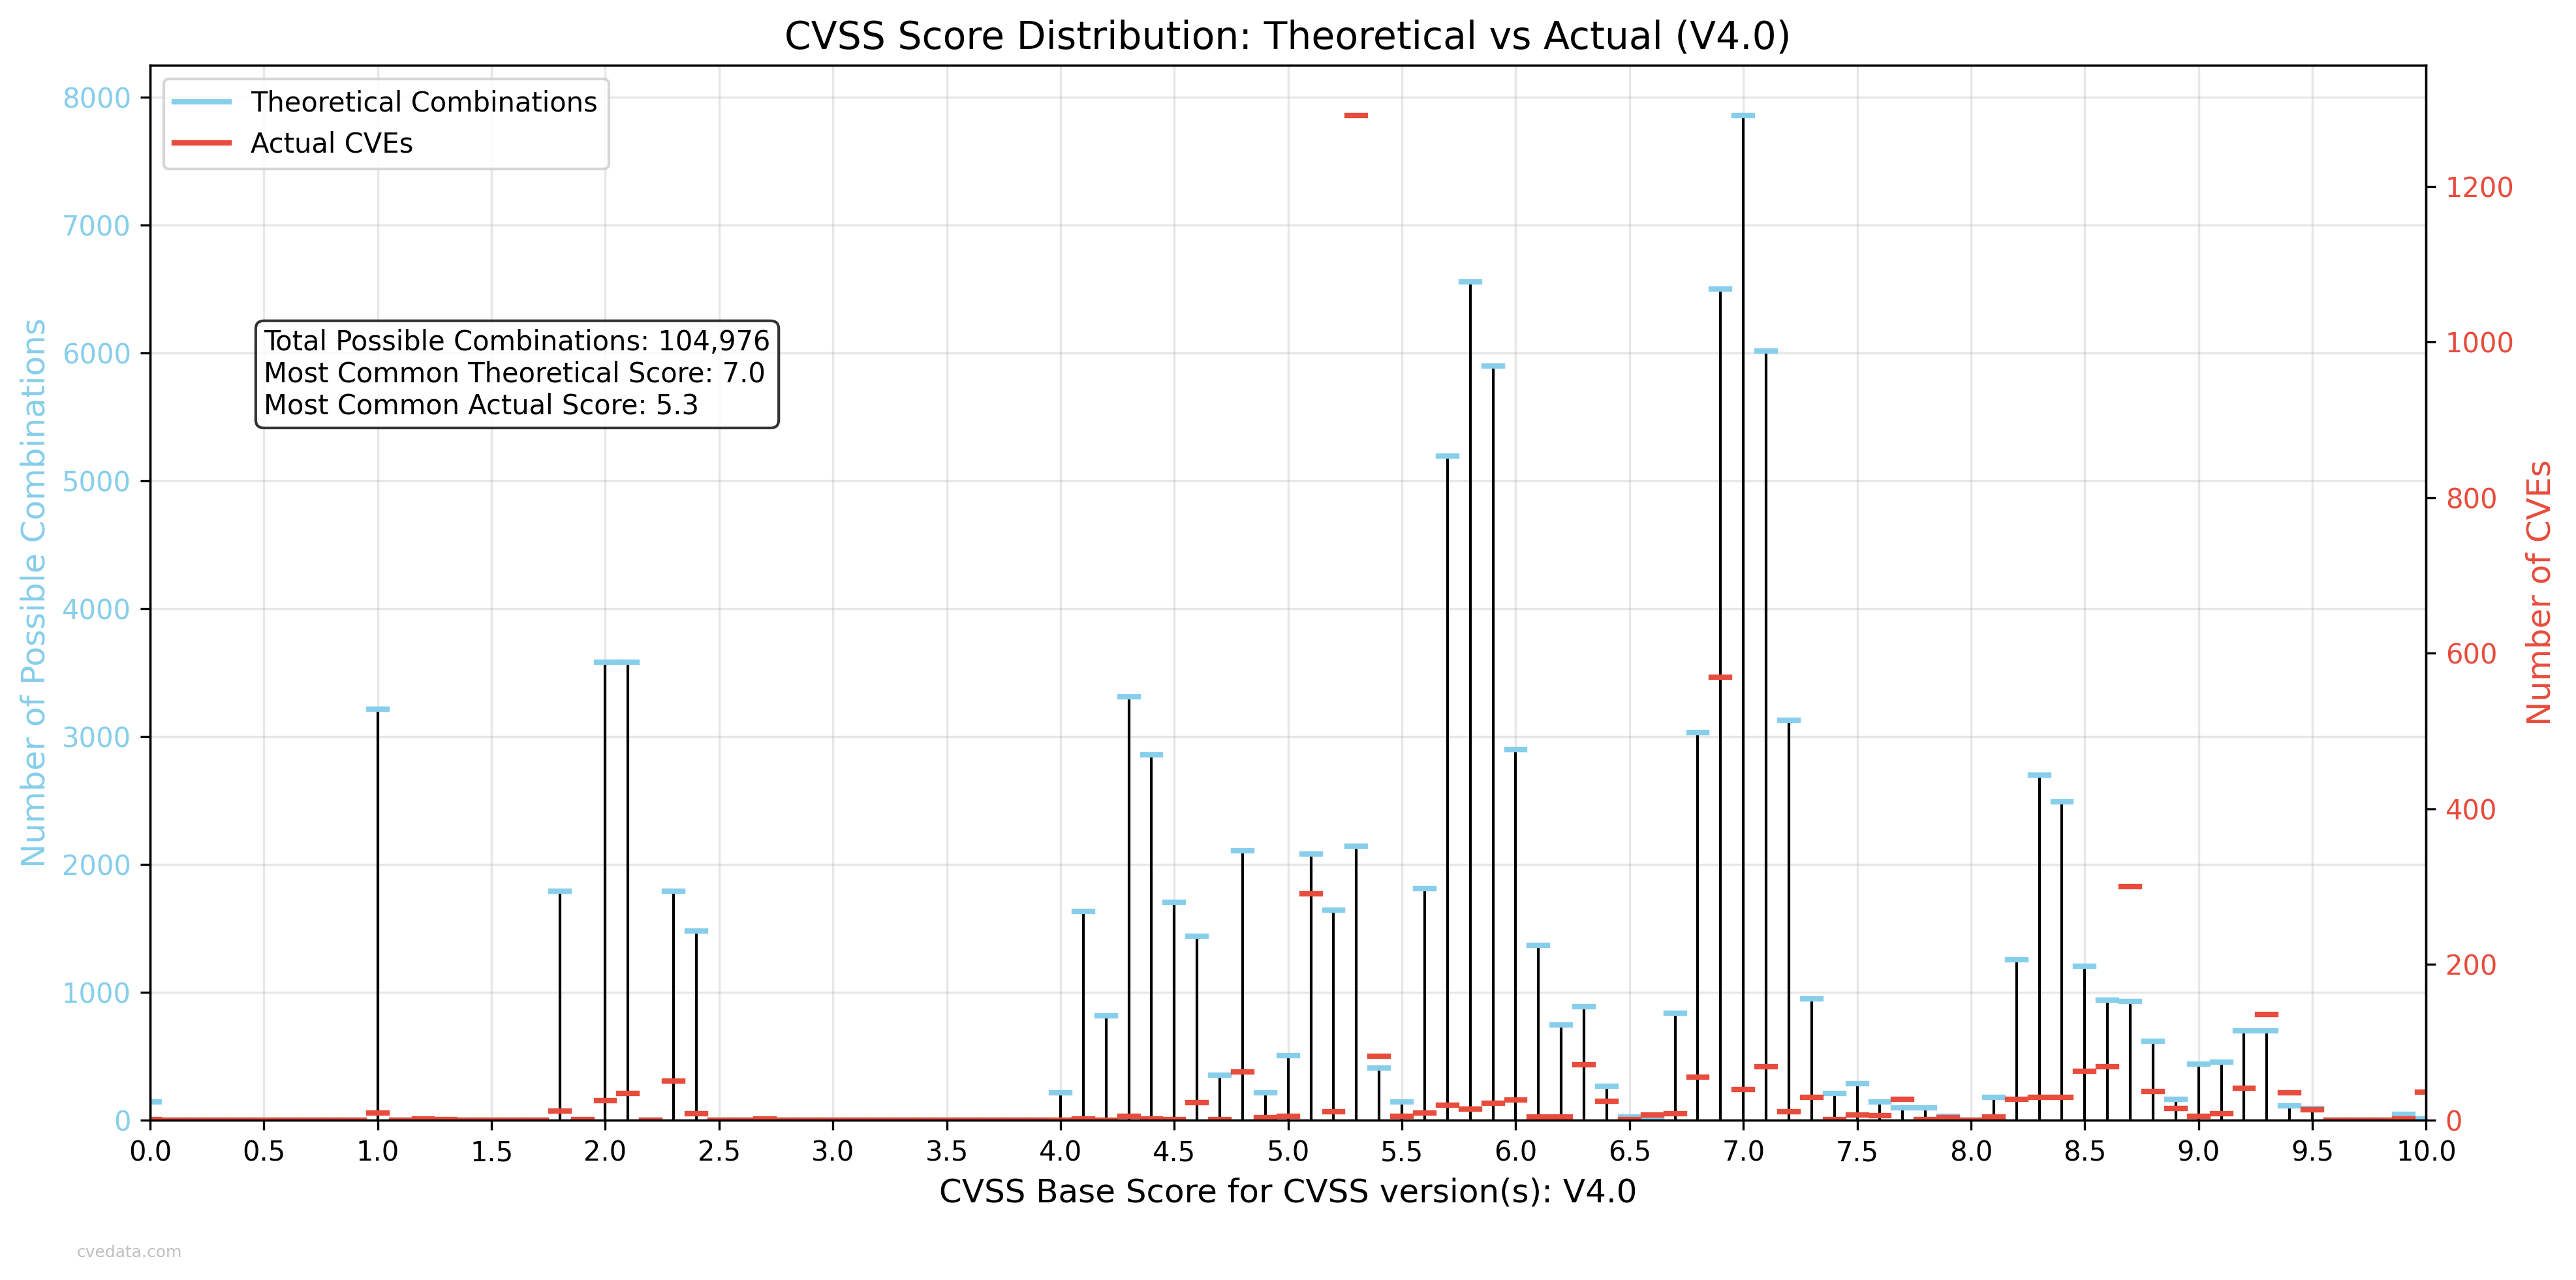 CVSS Score Distribution: Theoretical vs Actual (V4.0)
Theoretical Combinations
Actual CVEs
Total Possible Combinations: 104,976
Most Common Theoretical Score: 7.0
Most Common Actual Score: 5.3
Number of Possible Combinations
8000
7000
6000
5000
4000
3000
2000
1000
0
Number of CVEs
1200
1000
800
600
400
200
0
0.0 0.5 1.0 1.5 2.0 2.5 3.0 3.5 4.0 4.5 5.0 5.5 6.0 6.5 7.0 7.5 8.0 8.5 9.0 9.5 10.0
CVSS Base Score for CVSS version(s): V4.0
cvedata.com